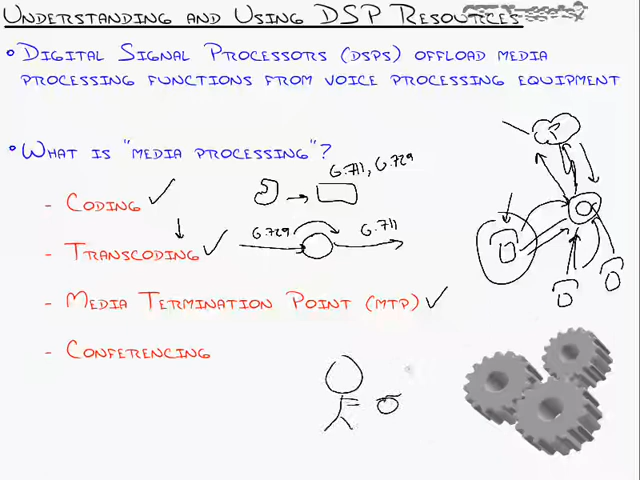 Understanding and Using DSP Resources
Digital Signal Processors (DSPs) offload media
processing functions from voice processing equipment
What is "media processing"?
G.711, G.729
- Coding
G.729
G.711
- Transcoding
- Media Termination Point (MTP)
- Conferencing